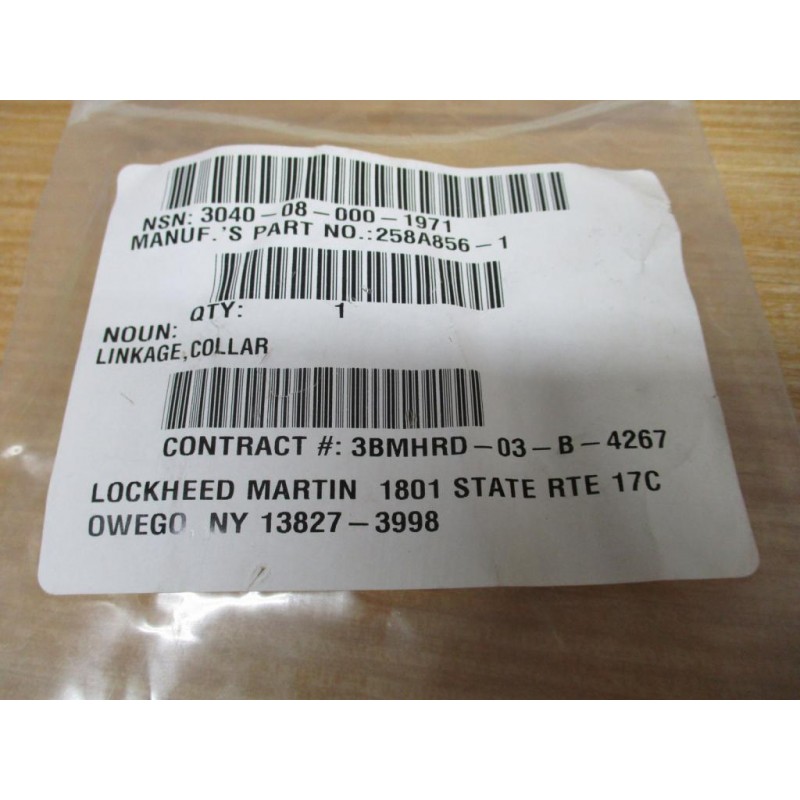 NSN: 3040-08-000-1971
MANUF.'S PART NO.:258A856-1
QTY: 1
NOUN:
LINKAGE,COLLAR
CONTRACT #: 3BMHRD-03-B-4267
LOCKHEED MARTIN 1801 STATE RTE 17C
OWEGO NY 13827-3998